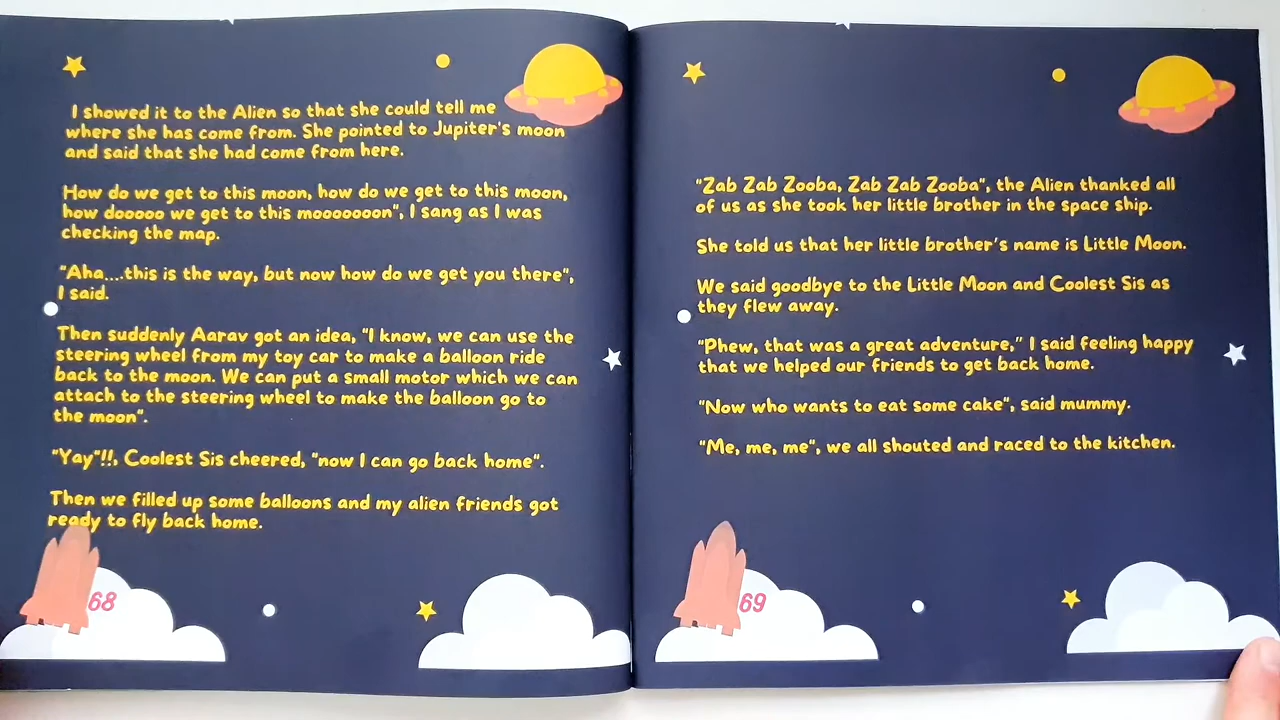 I showed it to the Alien so that she could tell me
where she has come from. She pointed to Jupiter's moon
and said that she had come from here.
How do we get to this moon, how do we get to this moon,
how dooooo we get to this mooooooon", I sang as I was
checking the map.
"Aha....this is the way, but now how do we get you there",
I said.
Then suddenly Aarav got an idea, "I know, we can use the
steering wheel from my toy car to make a balloon ride
back to the moon. We can put a small motor which we can
attach to the steering wheel to make the balloon go to
the moon".
"Yay"!!, Coolest Sis cheered, "now I can go back home".
Then we filled up some balloons and my alien friends got
ready to fly back home.
68
"Zab Zab Zooba, Zab Zab Zooba", the Alien thanked all
of us as she took her little brother in the space ship.
She told us that her little brother's name is Little Moon.
We said goodbye to the Little Moon and Coolest Sis as
they flew away.
"Phew, that was a great adventure," I said feeling happy
that we helped our friends to get back home.
"Now who wants to eat some cake", said mummy.
"Me, me, me", we all shouted and raced to the kitchen.
69